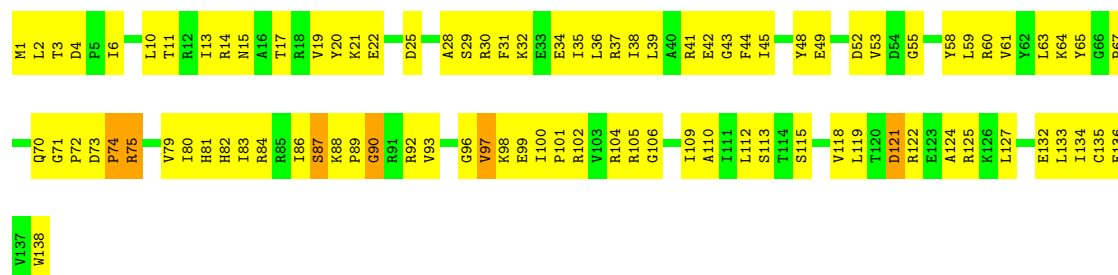 M1 L2 T3 D4 P5 I6 L10 T11 R12 I13 R14 N15 A16 T17 R18 V19 Y20 K21 E22 D25 A28 S29 R30 F31 K32 E33 E34 I35 L36 R37 I38 L39 A40 R41 E42 G43 F44 I45 Y48 E49 D52 V53 D54 G55 Y58 L59 R60 V61 Y62 L63 K64 Y65 G66
Q70 G71 P72 D73 P74 R75 V79 I80 H81 H82 I83 R84 R85 I86 S87 K88 P89 G90 R91 R92 V93 G96 V97 K98 E99 I100 P101 R102 V103 R104 R105 G106 I109 A110 I111 L112 S113 T114 S115 V118 L119 T120 D121 R122 E123 A124 R125 K126 L127 E132 L133 I134 C135
V137 W138